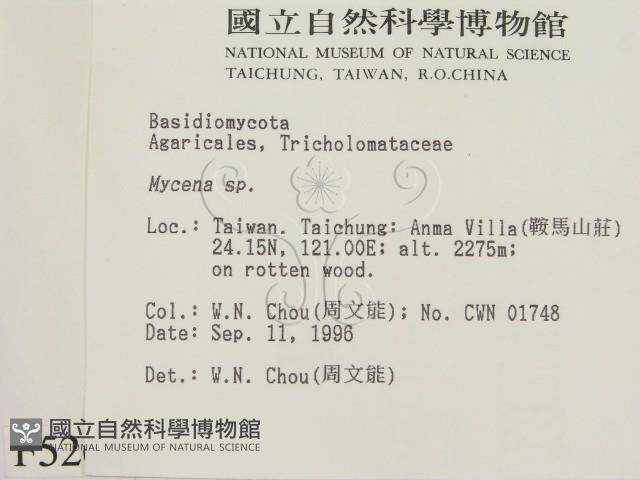 國立自然科學博物館
NATIONAL MUSEUM OF NATURAL SCIENCE
TAICHUNG, TAIWAN, R.O.CHINA
Basidiomycota
Agaricales, Tricholomataceae
Mycena sp.
Loc.: Taiwan. Taichung: Anma Villa(鞍馬山莊)
24.15N, 121.00E; alt. 2275m;
on rotten wood.
Col.: W.N. Chou(周文能); No. CWN 01748
Date: Sep. 11, 1996
Det.: W.N. Chou(周文能)
國立自然科學博物館
NATIONAL MUSEUM OF NATURAL SCIENCE